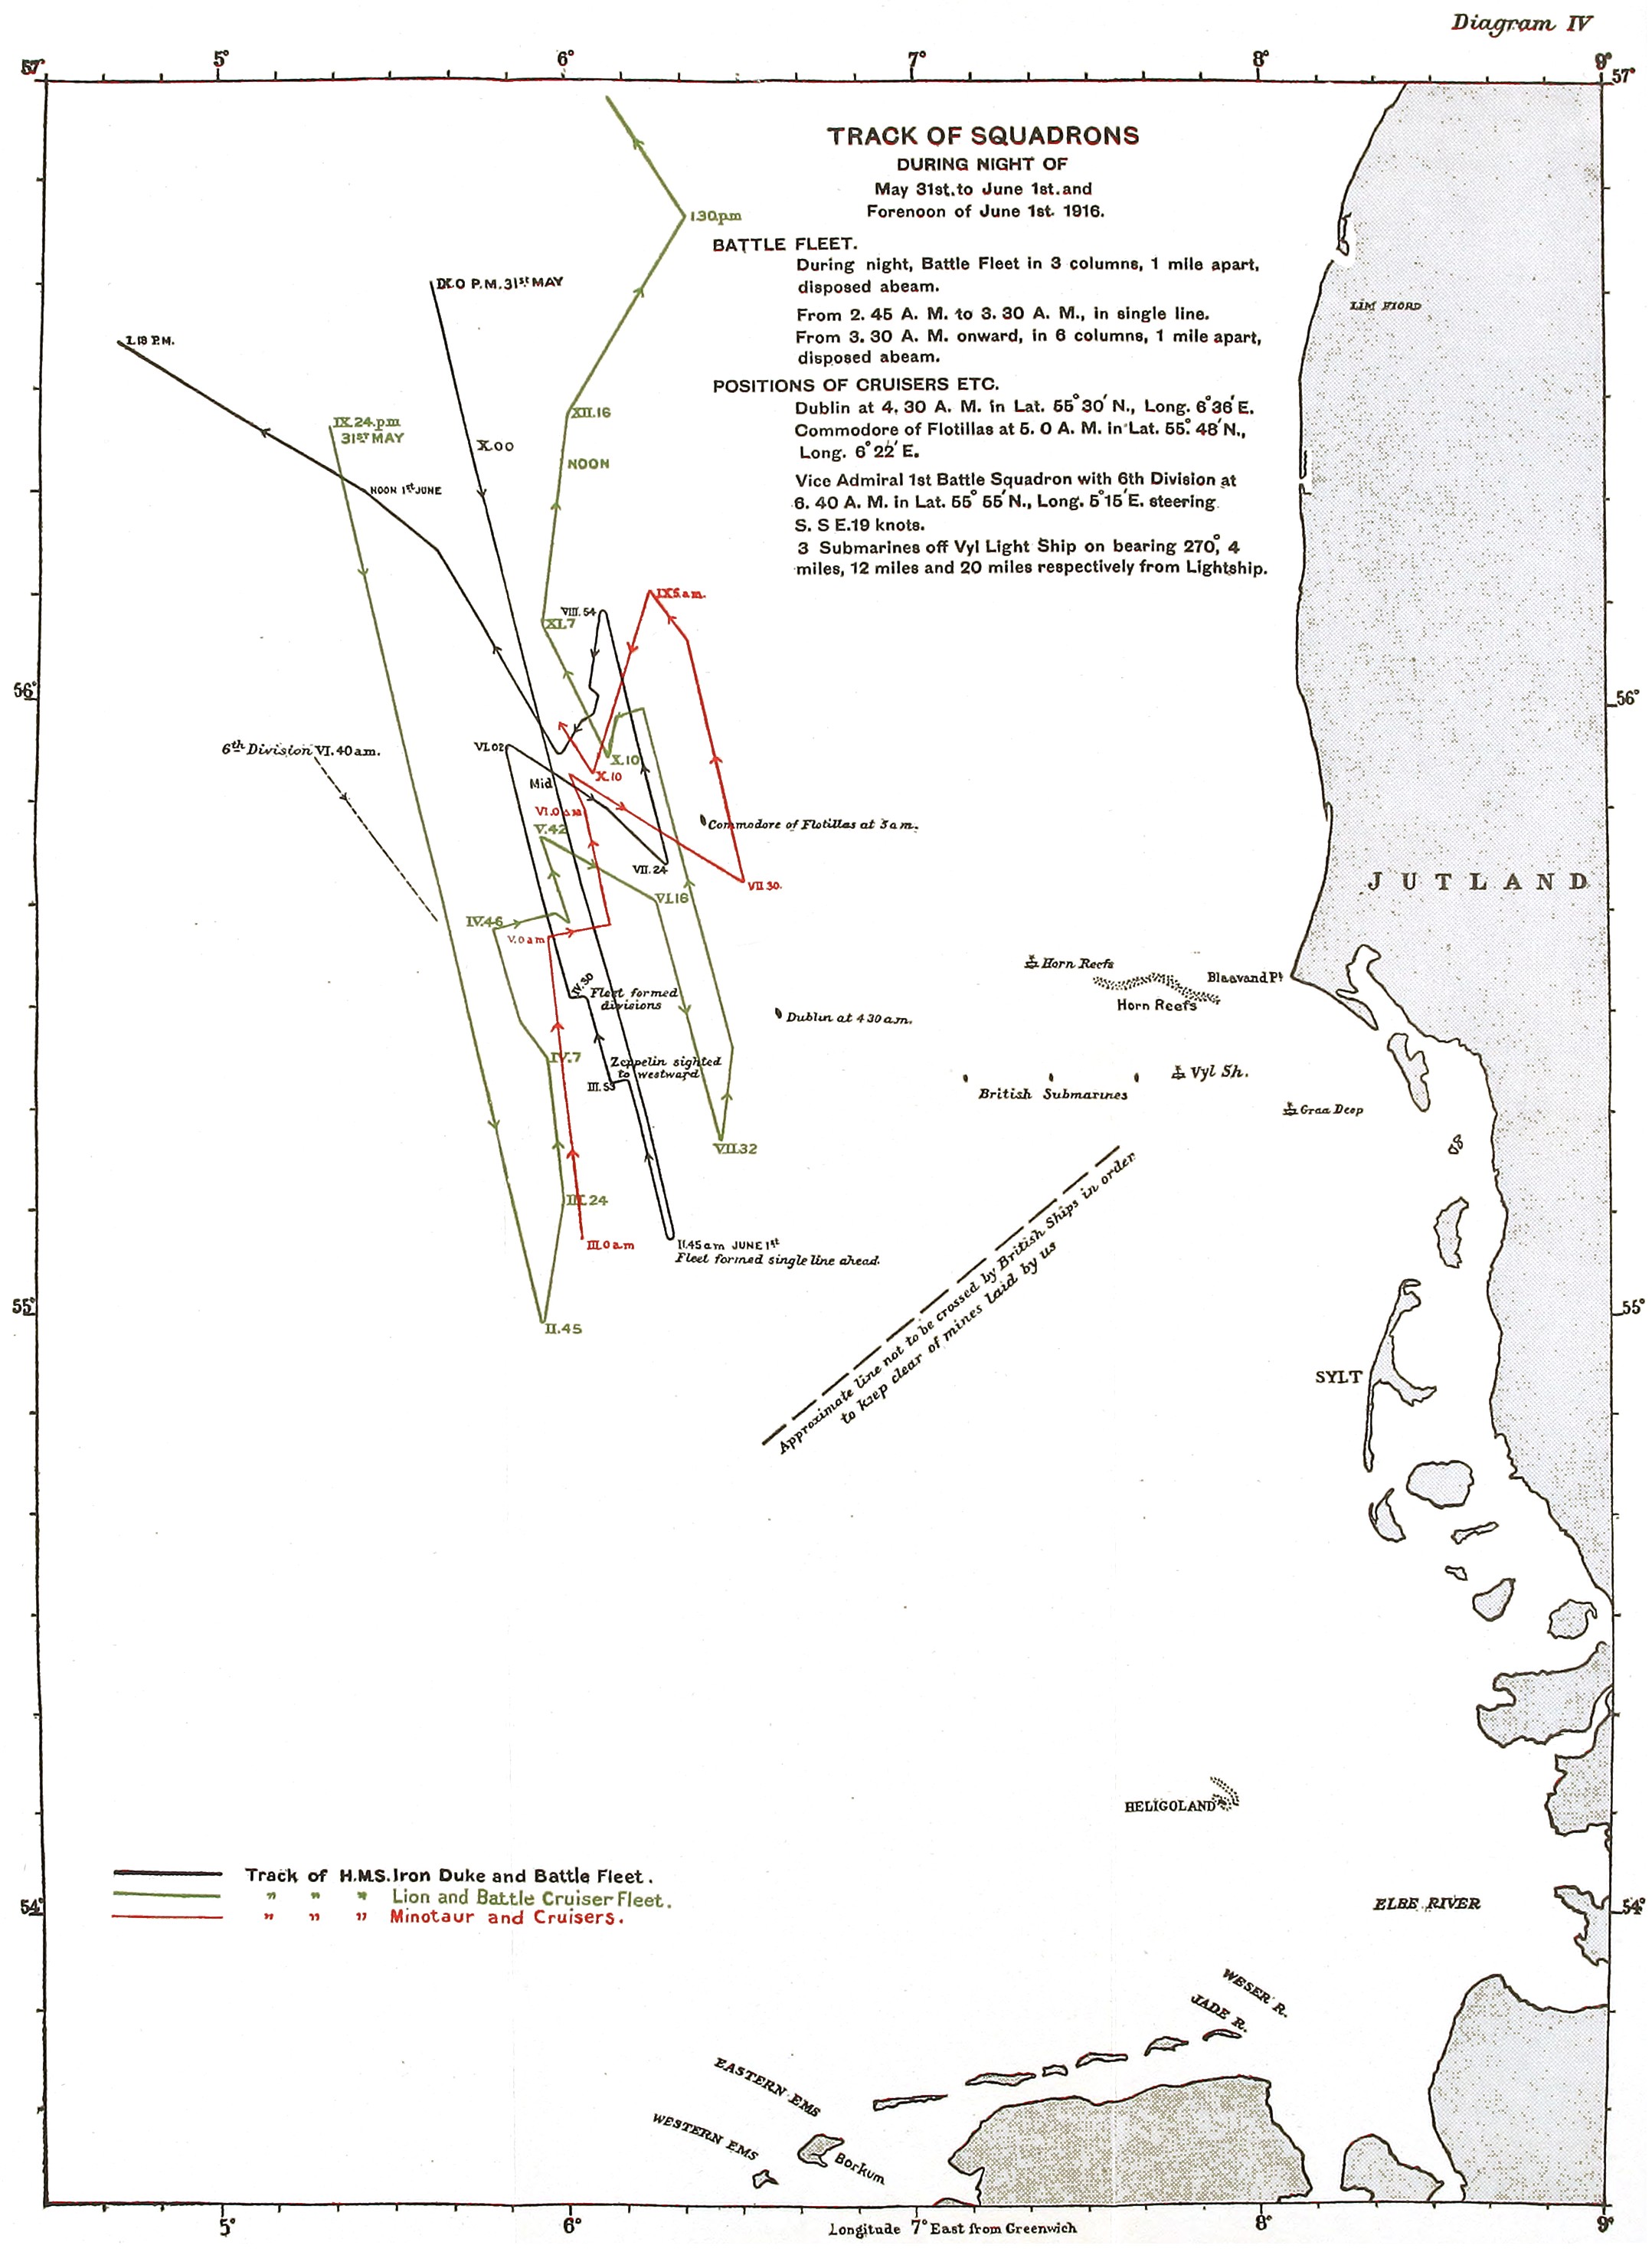 Diagram IV
5° 6° 7° 8° 9°
57° 57°
TRACK OF SQUADRONS
DURING NIGHT OF
May 31st. to June 1st. and
Forenoon of June 1st. 1916.
BATTLE FLEET.
During night, Battle Fleet in 3 columns, 1 mile apart,
disposed abeam.
From 2. 45 A. M. to 3. 30 A. M., in single line.
From 3. 30 A. M. onward, in 6 columns, 1 mile apart,
disposed abeam.
POSITIONS OF CRUISERS ETC.
Dublin at 4. 30 A. M. in Lat. 55° 30′ N., Long. 6° 36′ E.
Commodore of Flotillas at 5. 0 A. M. in Lat. 55° 48′ N.,
Long. 6° 22′ E.
Vice Admiral 1st Battle Squadron with 6th Division at
6. 40 A. M. in Lat. 55° 55′ N., Long. 5° 15′ E. steering
S. S E. 19 knots.
3 Submarines off Vyl Light Ship on bearing 270°, 4
miles, 12 miles and 20 miles respectively from Lightship.
1.30 p.m
IX.0 P.M. 31st MAY
LIM FIORD
I.18 P.M.
IX.24.p.m
31ST MAY
XII.16
X.00
NOON
NOON 1st JUNE
IX.5.a.m.
VIII.54
XI.7
56° 56°
6th Division VI.40 am.
VI.02
X.10
X.10
Mid
VI.0 am
Commodore of Flotillas at 5 a m.
V.42
VII.24
VII 30.
JUTLAND
VI.16
IV.46
V.0 am
Horn Reefs
Blaavand Pt
Horn Reefs
IV.30
Fleet formed
divisions
Dublin at 4 30 a.m.
IV.7
Zeppelin sighted
to westward
III.55
Vyl Sh.
British Submarines
Graa Deep
VII.32
III.24
III.0 am
II.45 am JUNE 1st
Fleet formed single line ahead.
55° 55°
II.45
Approximate line not to be crossed by British Ships in order
to keep clear of mines laid by us
SYLT
HELIGOLAND
Track of H.M.S. Iron Duke and Battle Fleet.
" " " Lion and Battle Cruiser Fleet.
" " " Minotaur and Cruisers.
54° 54°
ELBE RIVER
WESER R.
JADE R.
EASTERN EMS
WESTERN EMS
Borkum
5° 6° 7° 8° 9°
Longitude East from Greenwich